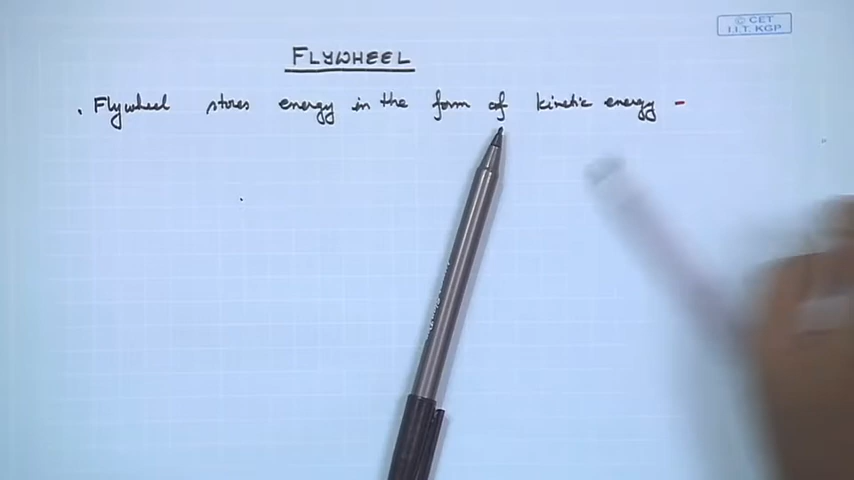 © CET
I.I.T. KGP
FLYWHEEL
. Flywheel stores energy in the form of kinetic energy -